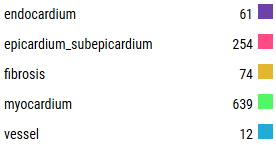 endocardium 61
epicardium_subepicardium 254
fibrosis 74
myocardium 639
vessel 12